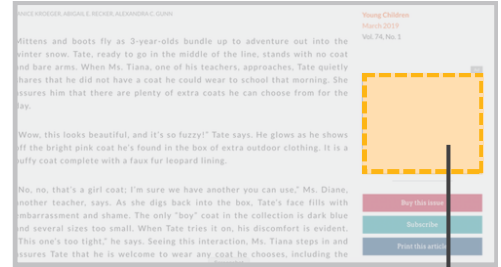 ANICE KROEGER, ABIGAIL E. RECKER, ALEXANDRA C. GUNN
Mittens and boots fly as 3-year-olds bundle up to adventure out into the
winter snow. Tate, ready to go in the middle of the line, stands with no coat
and bare arms. When Ms. Tiana, one of his teachers, approaches, Tate quietly
shares that he did not have a coat he could wear to school that morning. She
assures him that there are plenty of extra coats he can choose from for the
day.
"Wow, this looks beautiful, and it's so fuzzy!" Tate says. He glows as he shows
off the bright pink coat he's found in the box of extra outdoor clothing. It is a
puffy coat complete with a faux fur leopard lining.
"No, no, that's a girl coat; I'm sure we have another you can use," Ms. Diane,
another teacher, says. As she digs back into the box, Tate's face fills with
embarrassment and shame. The only "boy" coat in the collection is dark blue
and several sizes too small. When Tate tries it on, his discomfort is evident.
"This one's too tight," he says. Seeing this interaction, Ms. Tiana steps in and
assures Tate that he is welcome to wear any coat he chooses, including the
Young Children
March 2019
Vol. 74, No. 1
Buy this issue
Subscribe
Print this article